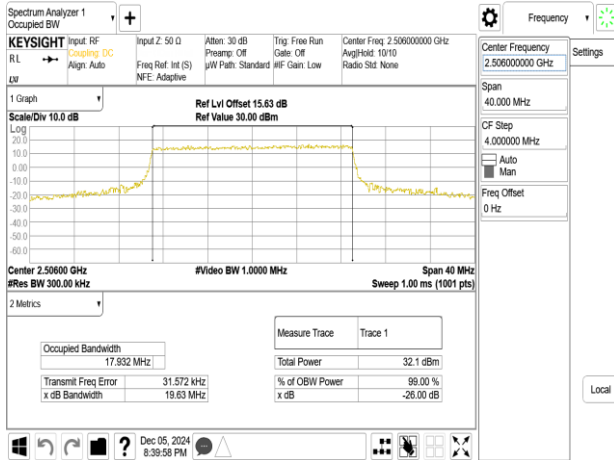 Spectrum Analyzer 1
Occupied BW
Frequency
KEYSIGHT Input: RF Input Z: 50 Ω Atten: 30 dB Trig: Free Run Center Freq: 2.506000000 GHz
RL Coupling: DC Preamp: Off Gate: Off Avg|Hold: 10/10
Align: Auto Freq Ref: Int (S) µW Path: Standard #IF Gain: Low Radio Std: None
NFE: Adaptive
LXI
Center Frequency
2.506000000 GHz
Settings
Span
40.000 MHz
CF Step
4.000000 MHz
Auto
Man
Freq Offset
0 Hz
Local
1 Graph
Scale/Div 10.0 dB
Ref Lvl Offset 15.63 dB
Ref Value 30.00 dBm
Log
20.0
10.0
0.00
-10.0
-20.0
-30.0
-40.0
-50.0
-60.0
Center 2.50600 GHz #Video BW 1.0000 MHz Span 40 MHz
#Res BW 300.00 kHz Sweep 1.00 ms (1001 pts)
2 Metrics
Measure Trace Trace 1
Occupied Bandwidth
17.932 MHz
Total Power 32.1 dBm
Transmit Freq Error 31.572 kHz % of OBW Power 99.00 %
x dB Bandwidth 19.63 MHz x dB -26.00 dB
Dec 05, 2024
8:39:58 PM